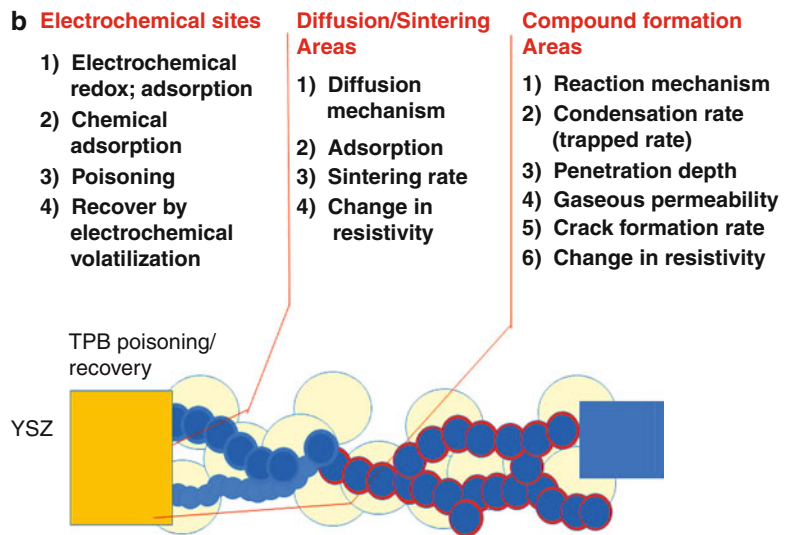 b Electrochemical sites
1) Electrochemical
redox; adsorption
2) Chemical
adsorption
3) Poisoning
4) Recover by
electrochemical
volatilization
Diffusion/Sintering
Areas
1) Diffusion
mechanism
2) Adsorption
3) Sintering rate
4) Change in
resistivity
Compound formation
Areas
1) Reaction mechanism
2) Condensation rate
(trapped rate)
3) Penetration depth
4) Gaseous permeability
5) Crack formation rate
6) Change in resistivity
TPB poisoning/
recovery
YSZ